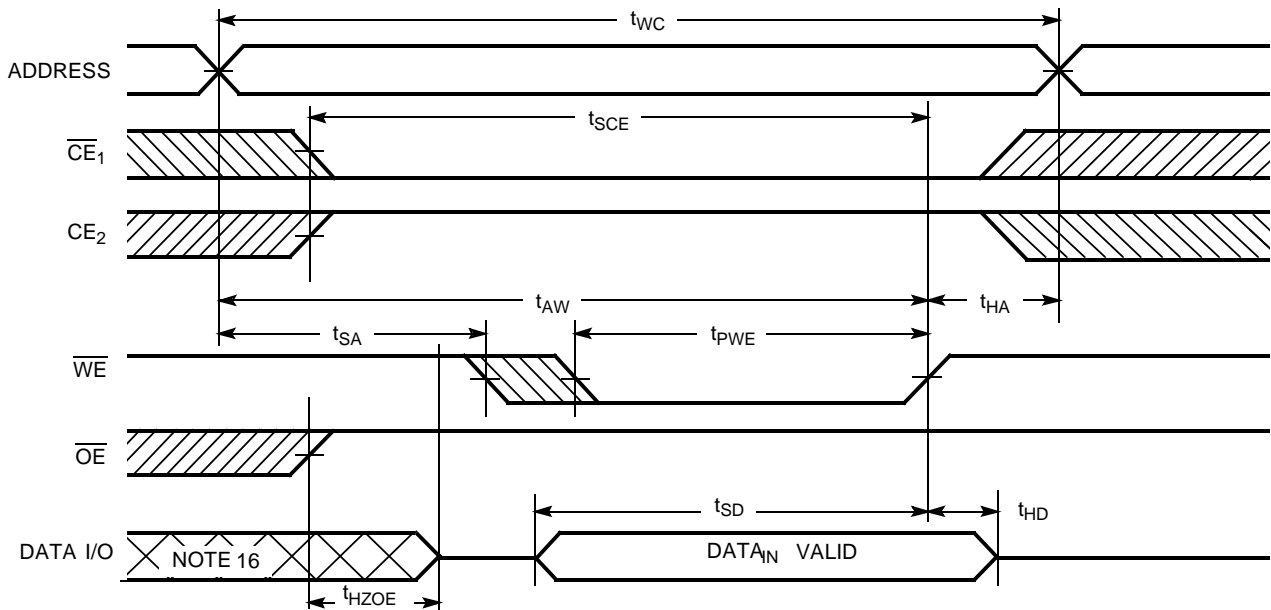 tWC
ADDRESS
tSCE
CE1
CE2
tAW
tHA
tSA
tPWE
WE
OE
tSD
tHD
DATA I/O
NOTE 16
DATAIN VALID
tHZOE